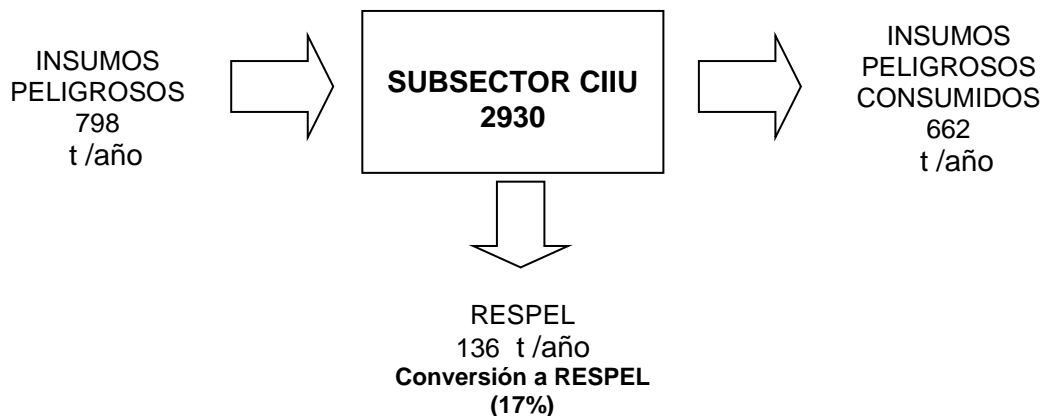 INSUMOS
PELIGROSOS
798
t /año
SUBSECTOR CIIU
2930
INSUMOS
PELIGROSOS
CONSUMIDOS
662
t /año
RESPEL
136 t /año
Conversión a RESPEL
(17%)